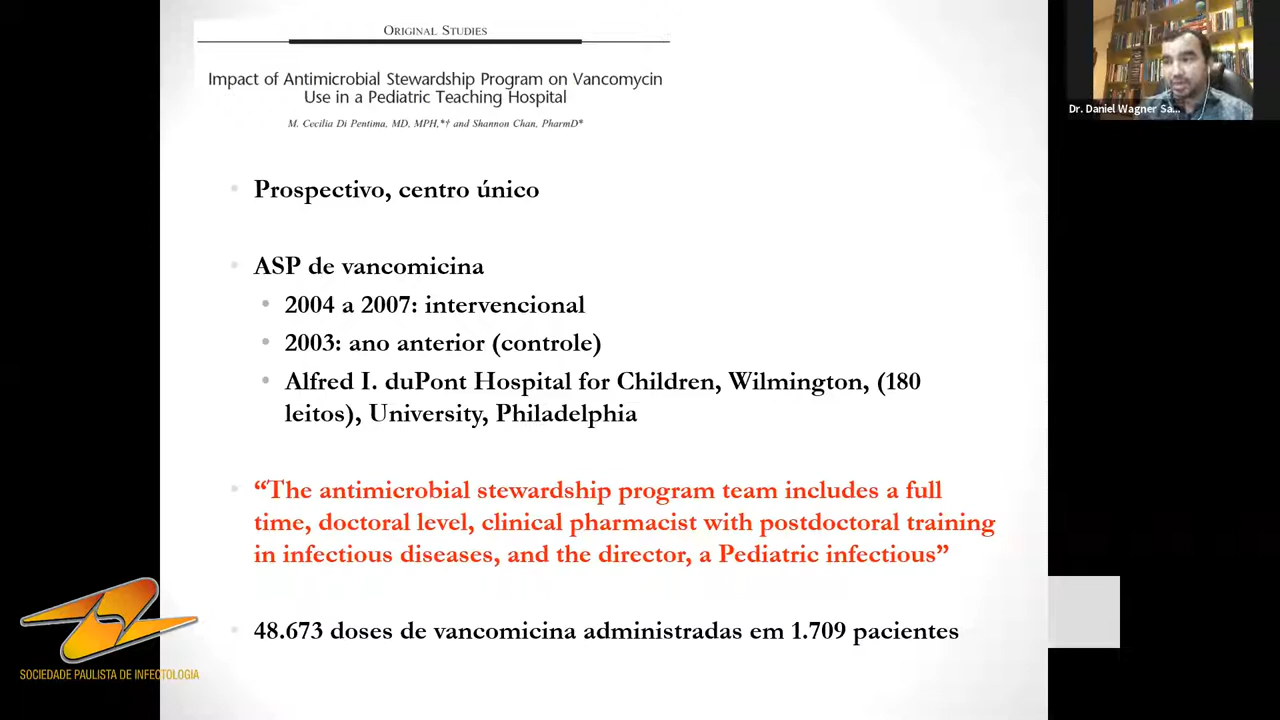 ORIGINAL STUDIES
Impact of Antimicrobial Stewardship Program on Vancomycin
Use in a Pediatric Teaching Hospital
M. Cecilia Di Pentima, MD, MPH,*† and Shannon Chan, PharmD*
Dr. Daniel Wagner Sa...
• Prospectivo, centro único
• ASP de vancomicina
• 2004 a 2007: intervencional
• 2003: ano anterior (controle)
• Alfred I. duPont Hospital for Children, Wilmington, (180
leitos), University, Philadelphia
• “The antimicrobial stewardship program team includes a full
time, doctoral level, clinical pharmacist with postdoctoral training
in infectious diseases, and the director, a Pediatric infectious”
• 48.673 doses de vancomicina administradas em 1.709 pacientes
SOCIEDADE PAULISTA DE INFECTOLOGIA